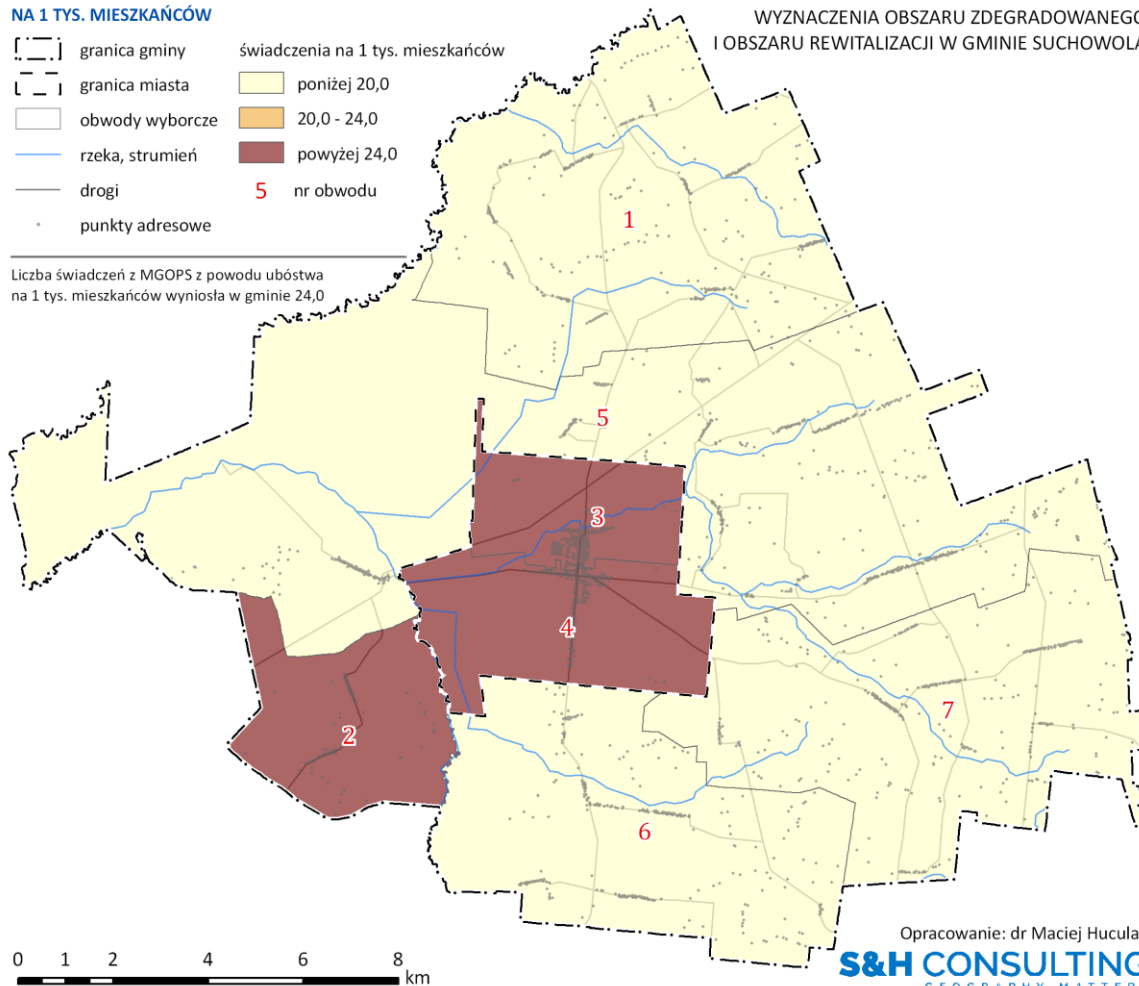 NA 1 TYS. MIESZKAŃCÓW
WYZNACZENIA OBSZARU ZDEGRADOWANEGO
I OBSZARU REWITALIZACJI W GMINIE SUCHOWOLA
granica gminy
granica miasta
obwody wyborcze
rzeka, strumień
drogi
punkty adresowe
świadczenia na 1 tys. mieszkańców
poniżej 20,0
20,0 - 24,0
powyżej 24,0
5 nr obwodu
Liczba świadczeń z MGOPS z powodu ubóstwa
na 1 tys. mieszkańców wyniosła w gminie 24,0
1
5
3
4
2
7
6
0 1 2 4 6 8
km
Opracowanie: dr Maciej Hucula
S&H CONSULTING
GEOGRAPHY MATTER